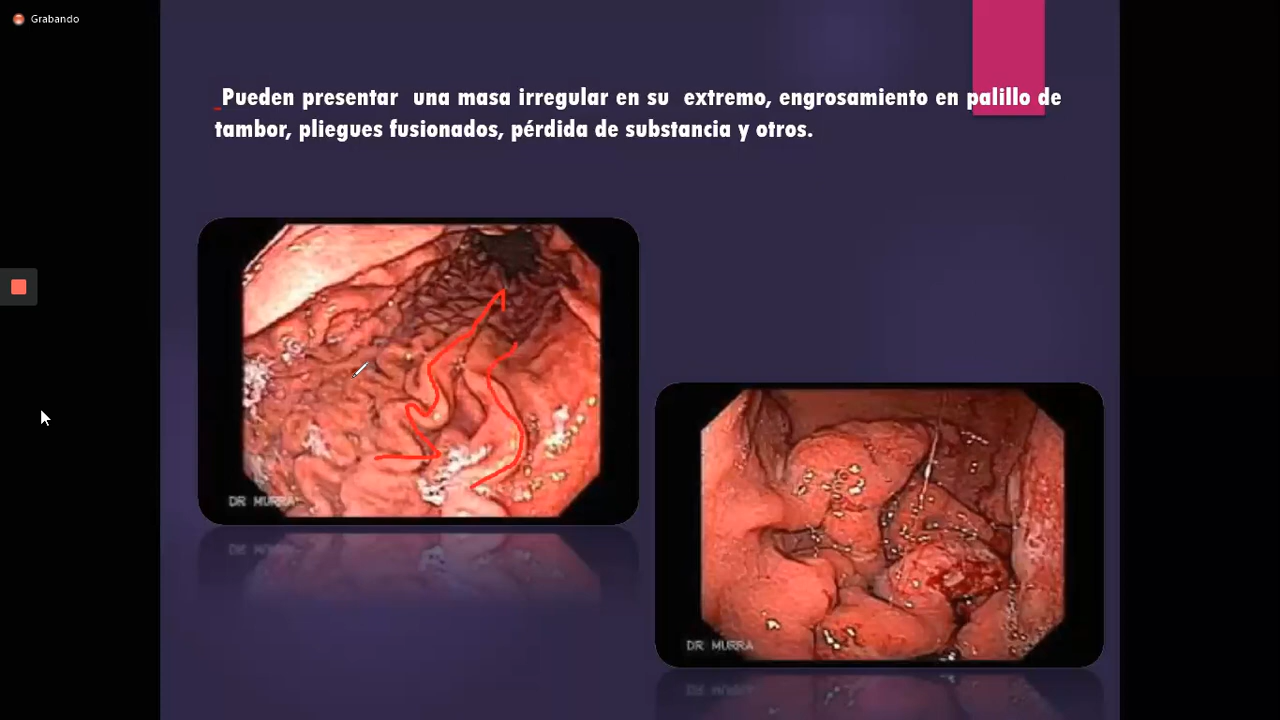 Grabando
Pueden presentar una masa irregular en su extremo, engrosamiento en palillo de
tambor, pliegues fusionados, pérdida de substancia y otros.
DR MURRA
DR MURRA